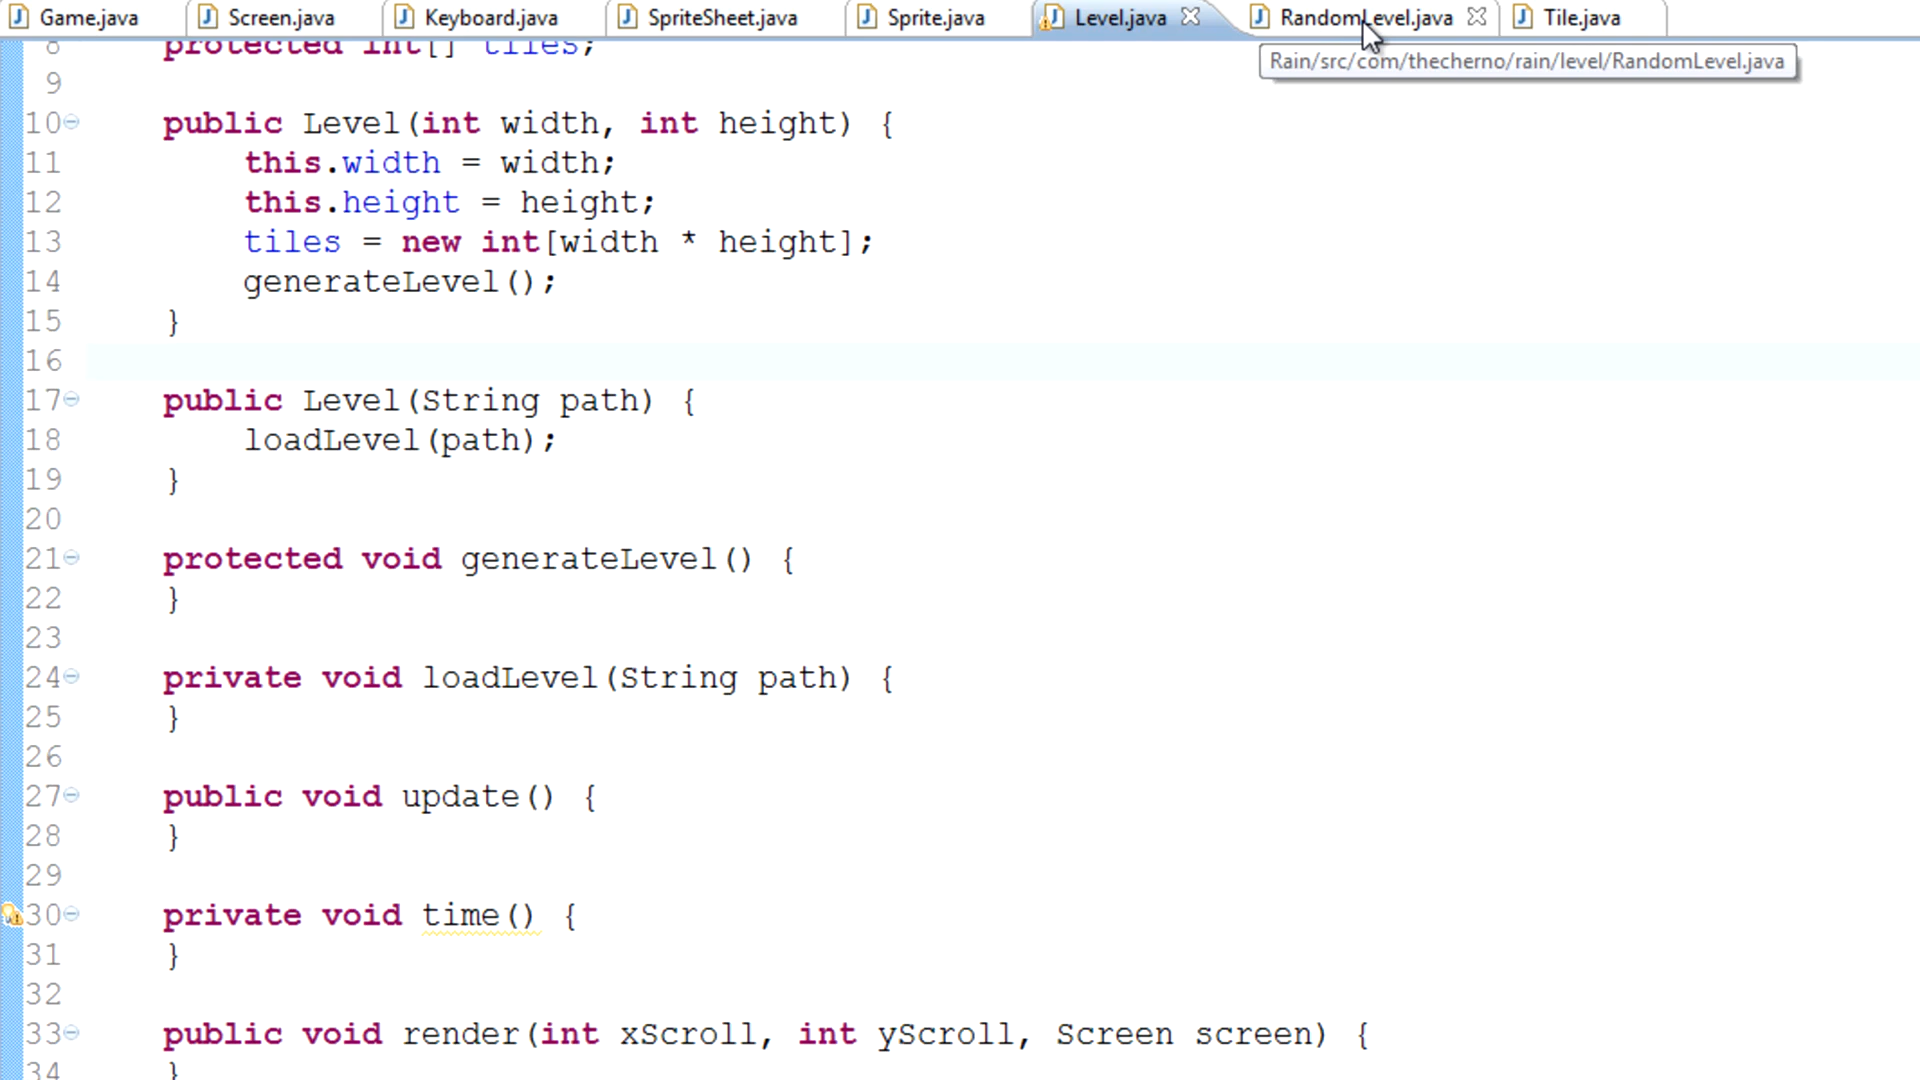 Game.java Screen.java Keyboard.java SpriteSheet.java Sprite.java Level.java RandomLevel.java Tile.java
Rain/src/com/thecherno/rain/level/RandomLevel.java
8 protected int[] tiles;
9
10 public Level(int width, int height) {
11 this.width = width;
12 this.height = height;
13 tiles = new int[width * height];
14 generateLevel();
15 }
16
17 public Level(String path) {
18 loadLevel(path);
19 }
20
21 protected void generateLevel() {
22 }
23
24 private void loadLevel(String path) {
25 }
26
27 public void update() {
28 }
29
30 private void time() {
31 }
32
33 public void render(int xScroll, int yScroll, Screen screen) {
34 }